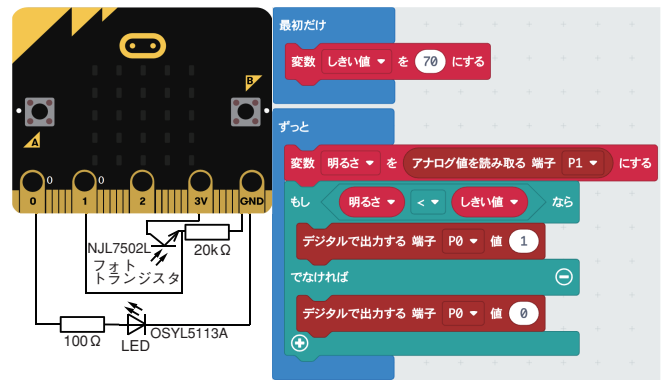 B
A
0
0
0
1
2
3V
GND
NJL7502L
フォト
トランジスタ
20kΩ
100Ω
LED
OSYL5113A
最初だけ
変数 しきい値 を 70 にする
ずっと
変数 明るさ を アナログ値を読み取る 端子 P1 にする
もし 明るさ < しきい値 なら
デジタルで出力する 端子 P0 値 1
でなければ
デジタルで出力する 端子 P0 値 0